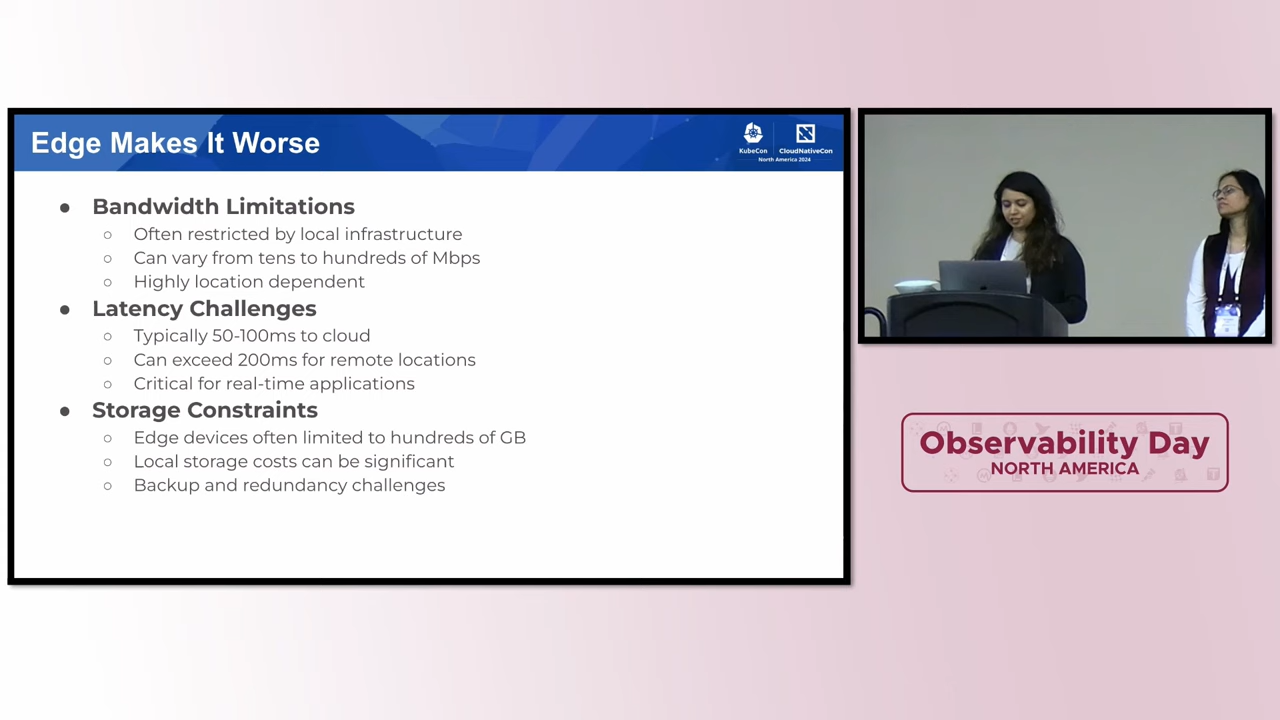 Edge Makes It Worse
KubeCon
CloudNativeCon
North America 2024
● Bandwidth Limitations
○ Often restricted by local infrastructure
○ Can vary from tens to hundreds of Mbps
○ Highly location dependent
● Latency Challenges
○ Typically 50-100ms to cloud
○ Can exceed 200ms for remote locations
○ Critical for real-time applications
● Storage Constraints
○ Edge devices often limited to hundreds of GB
○ Local storage costs can be significant
○ Backup and redundancy challenges
Observability Day
NORTH AMERICA